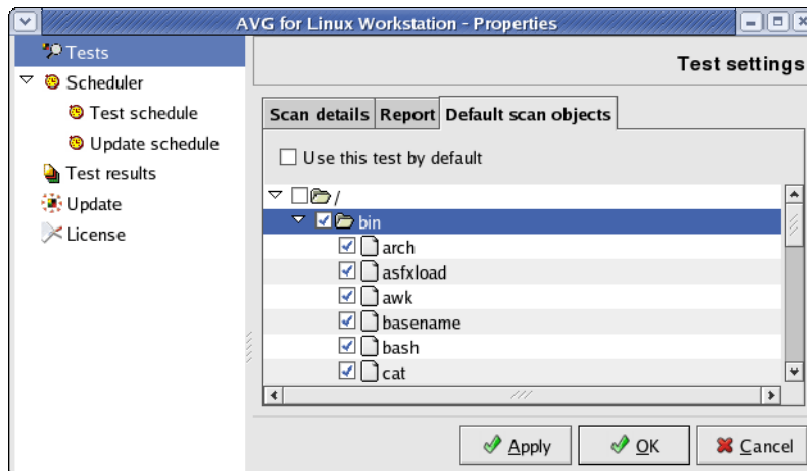 AVG for Linux Workstation - Properties
Tests
Scheduler
Test schedule
Update schedule
Test results
Update
License
Test settings
Scan details
Report
Default scan objects
Use this test by default
/
bin
arch
asfxload
awk
basename
bash
cat
Apply
OK
Cancel